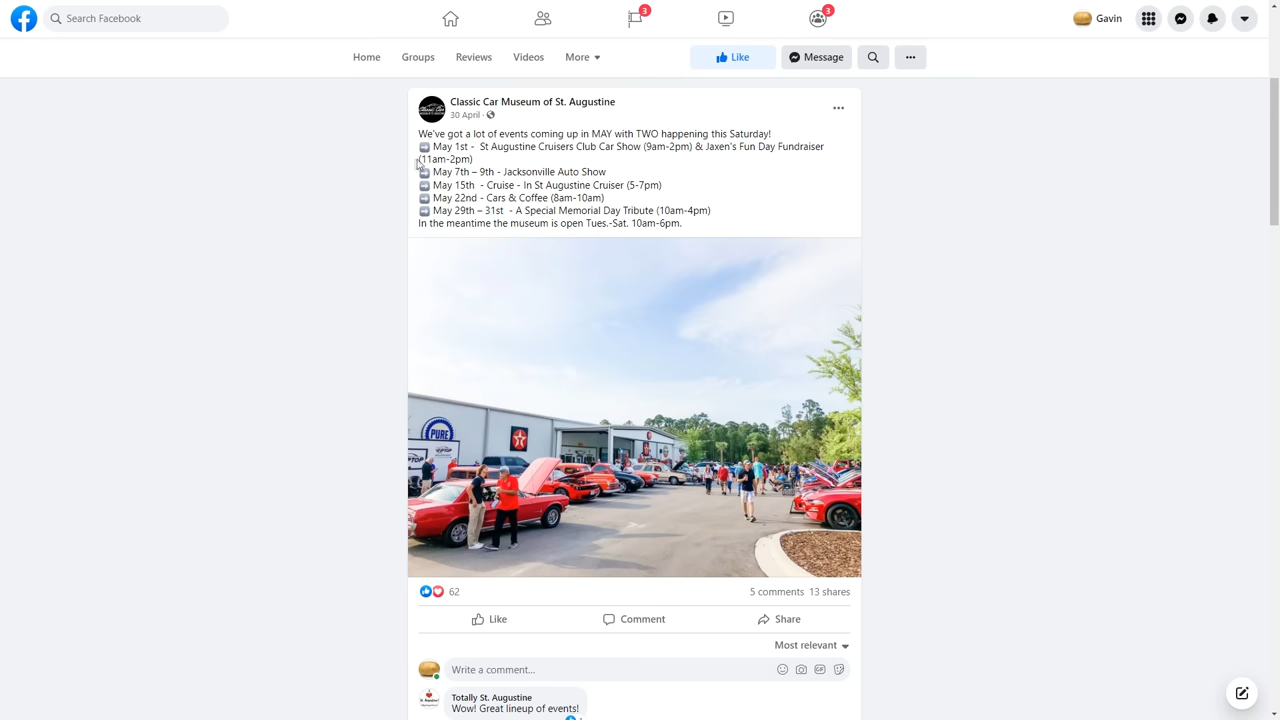 Search Facebook
3
3
Gavin
Home
Groups
Reviews
Videos
More
Like
Message
Classic Car Museum of St. Augustine
30 April ·
We've got a lot of events coming up in MAY with TWO happening this Saturday!
➡ May 1st - St Augustine Cruisers Club Car Show (9am-2pm) & Jaxen's Fun Day Fundraiser
(11am-2pm)
➡ May 7th – 9th - Jacksonville Auto Show
➡ May 15th - Cruise - In St Augustine Cruiser (5-7pm)
➡ May 22nd - Cars & Coffee (8am-10am)
➡ May 29th – 31st - A Special Memorial Day Tribute (10am-4pm)
In the meantime the museum is open Tues.-Sat. 10am-6pm.
PURE
62
5 comments 13 shares
Like
Comment
Share
Most relevant
Write a comment...
GIF
Totally St. Augustine
Wow! Great lineup of events!